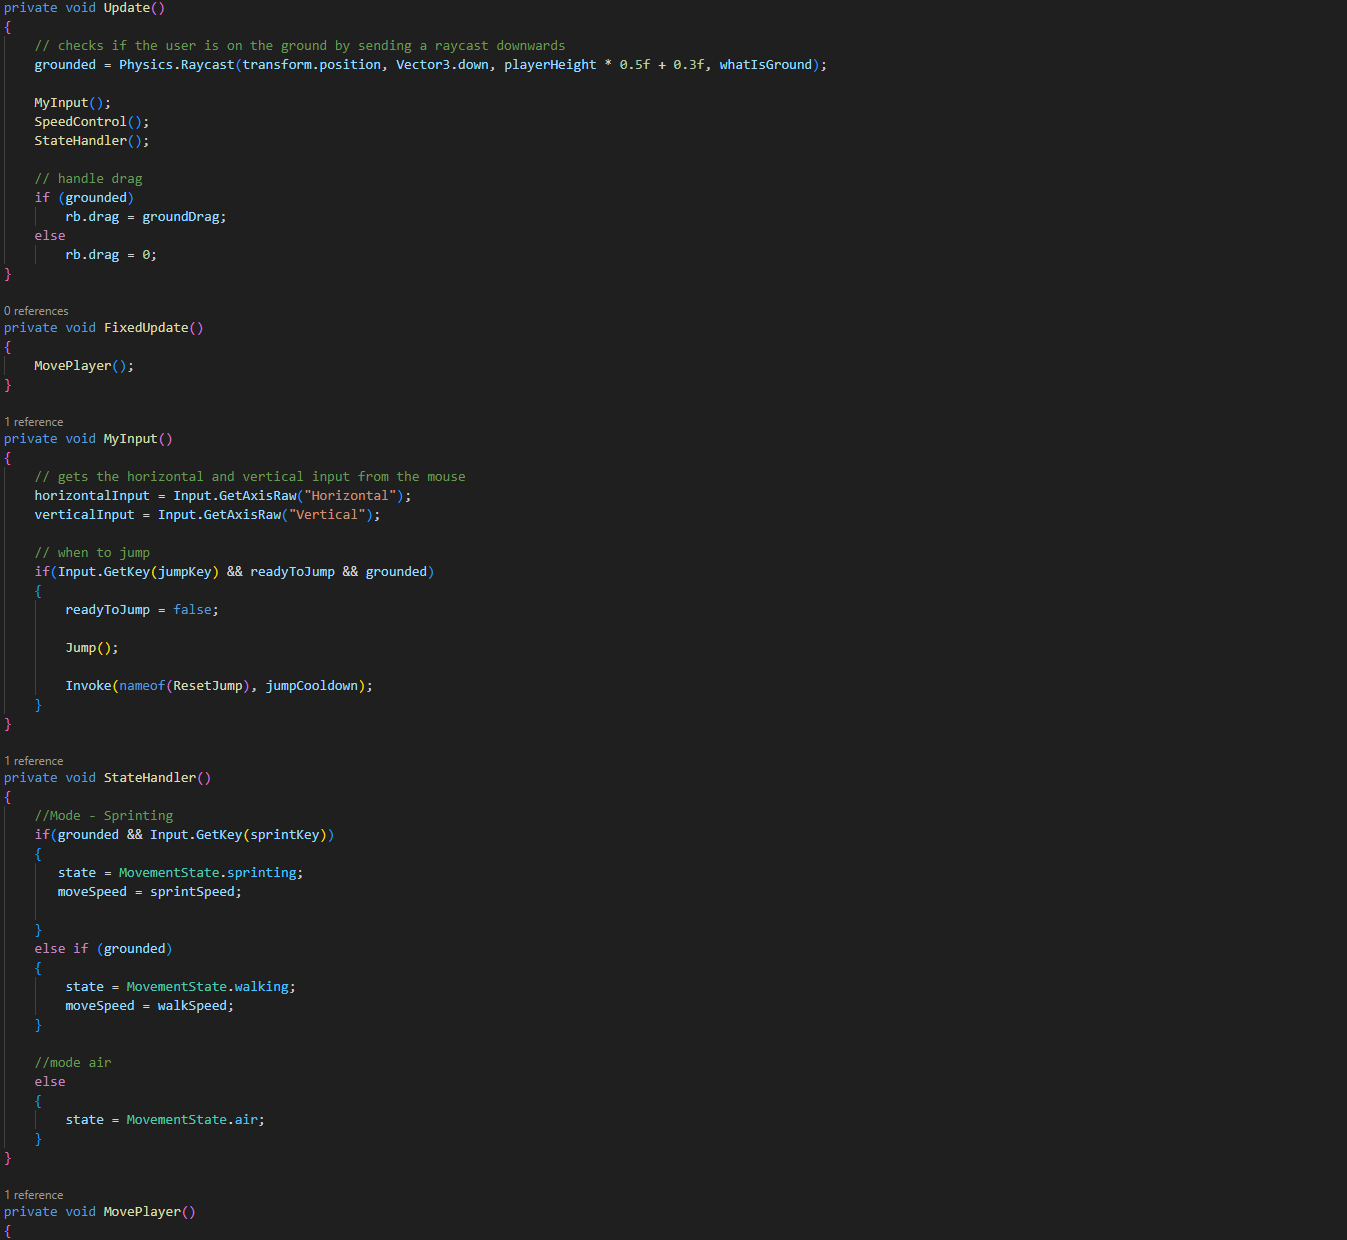 private void Update()
{
// checks if the user is on the ground by sending a raycast downwards
grounded = Physics.Raycast(transform.position, Vector3.down, playerHeight * 0.5f + 0.3f, whatIsGround);
MyInput();
SpeedControl();
StateHandler();
// handle drag
if (grounded)
rb.drag = groundDrag;
else
rb.drag = 0;
}
0 references
private void FixedUpdate()
{
MovePlayer();
}
1 reference
private void MyInput()
{
// gets the horizontal and vertical input from the mouse
horizontalInput = Input.GetAxisRaw("Horizontal");
verticalInput = Input.GetAxisRaw("Vertical");
// when to jump
if(Input.GetKey(jumpKey) && readyToJump && grounded)
{
readyToJump = false;
Jump();
Invoke(nameof(ResetJump), jumpCooldown);
}
}
1 reference
private void StateHandler()
{
//Mode - Sprinting
if(grounded && Input.GetKey(sprintKey))
{
state = MovementState.sprinting;
moveSpeed = sprintSpeed;
}
else if (grounded)
{
state = MovementState.walking;
moveSpeed = walkSpeed;
}
//mode air
else
{
state = MovementState.air;
}
}
1 reference
private void MovePlayer()
{